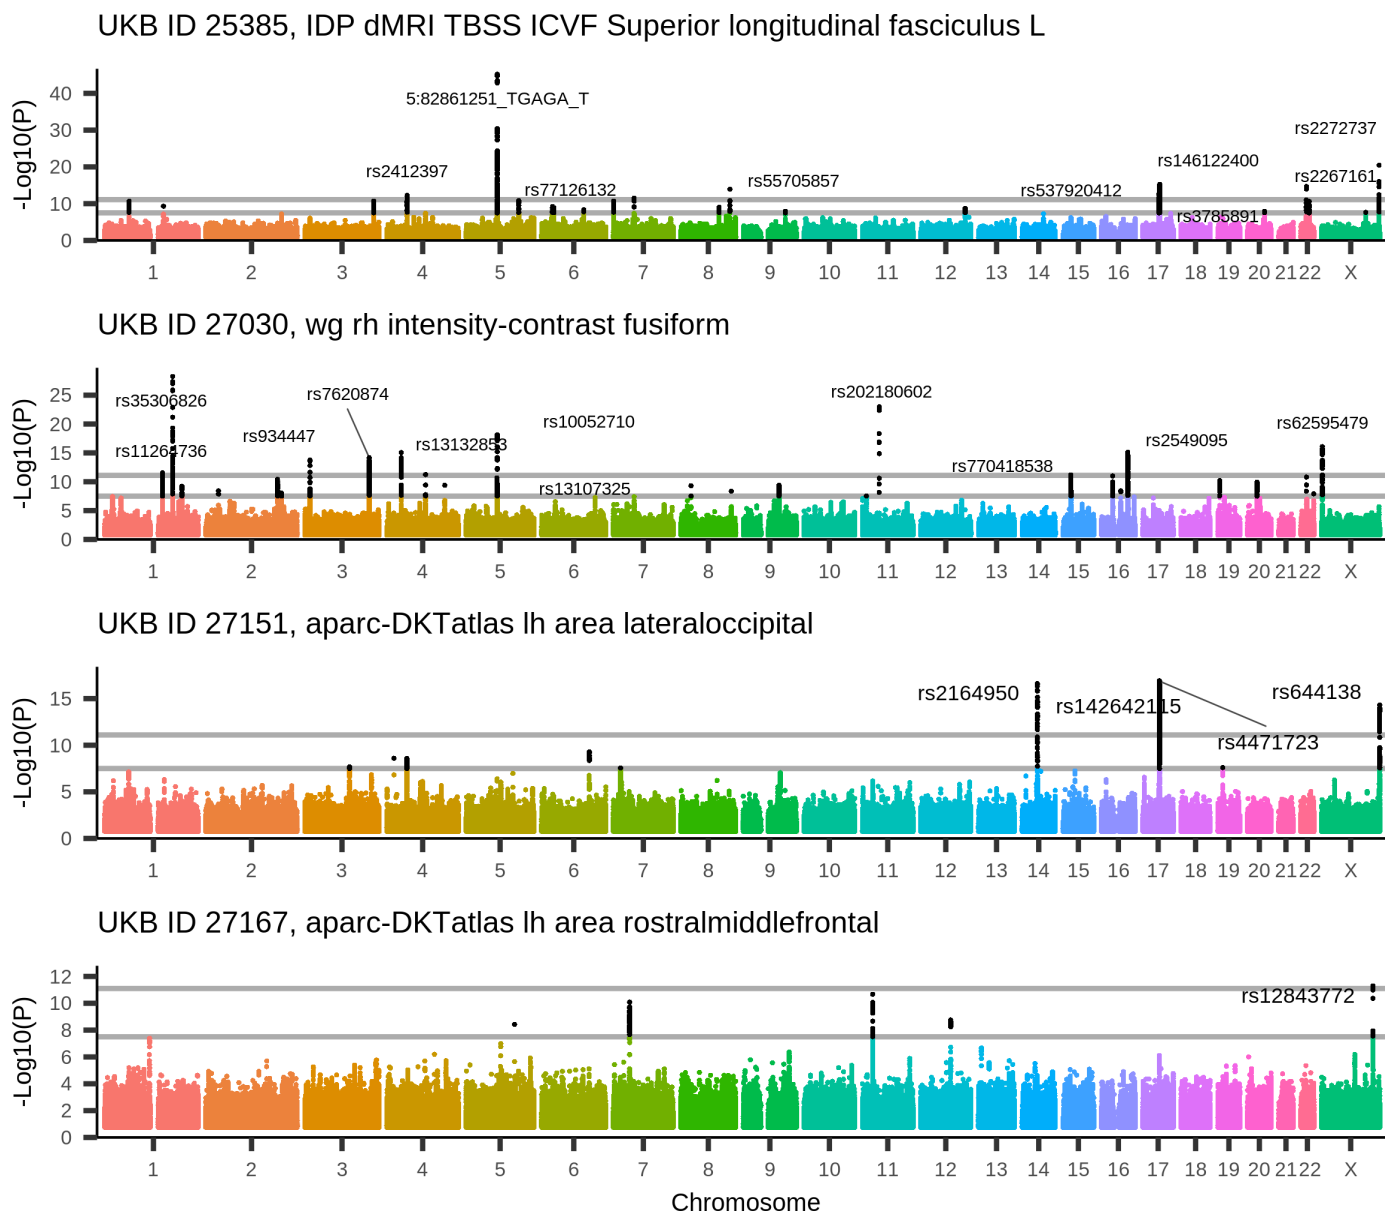 UKB ID 25385, IDP dMRI TBSS ICVF Superior longitudinal fasciculus L
-Log10(P)
40
30
20
10
0
5:82861251_TGAGA_T
rs2412397
rs77126132
rs55705857
rs537920412
rs146122400
rs3785891
rs2272737
rs2267161
1 2 3 4 5 6 7 8 9 10 11 12 13 14 15 16 17 18 19 20 21 22 X
UKB ID 27030, wg rh intensity-contrast fusiform
-Log10(P)
25
20
15
10
5
0
rs35306826
rs11264736
rs934447
rs7620874
rs13132853
rs10052710
rs13107325
rs202180602
rs770418538
rs2549095
rs62595479
1 2 3 4 5 6 7 8 9 10 11 12 13 14 15 16 17 18 19 20 21 22 X
UKB ID 27151, aparc-DKTatlas lh area lateraloccipital
-Log10(P)
15
10
5
0
rs2164950
rs142642115
rs4471723
rs644138
1 2 3 4 5 6 7 8 9 10 11 12 13 14 15 16 17 18 19 20 21 22 X
UKB ID 27167, aparc-DKTatlas lh area rostralmiddlefrontal
-Log10(P)
12
10
8
6
4
2
0
rs12843772
1 2 3 4 5 6 7 8 9 10 11 12 13 14 15 16 17 18 19 20 21 22 X
Chromosome